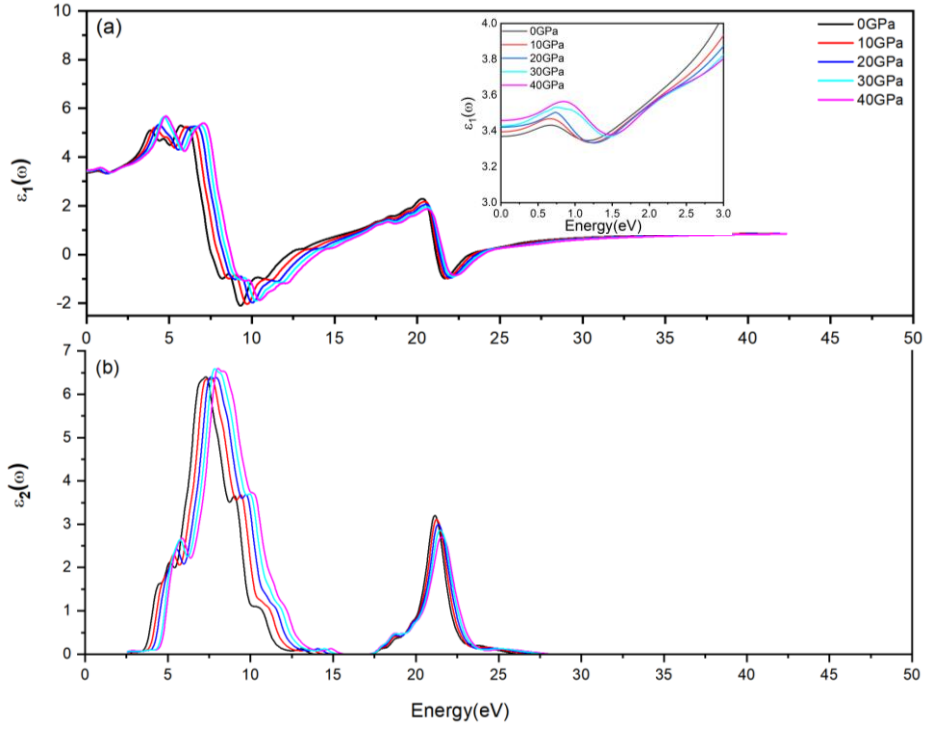 (a)
10
8
6
4
2
0
-2
ε₁(ω)
0 5 10 15 20 25 30 35 40 45 50
0GPa
10GPa
20GPa
30GPa
40GPa
4.0
3.8
3.6
3.4
3.2
3.0
ε₁(ω)
0GPa
10GPa
20GPa
30GPa
40GPa
0.0 0.5 1.0 1.5 2.0 2.5 3.0
Energy(eV)
(b)
7
6
5
4
3
2
1
0
ε₂(ω)
0 5 10 15 20 25 30 35 40 45 50
Energy(eV)